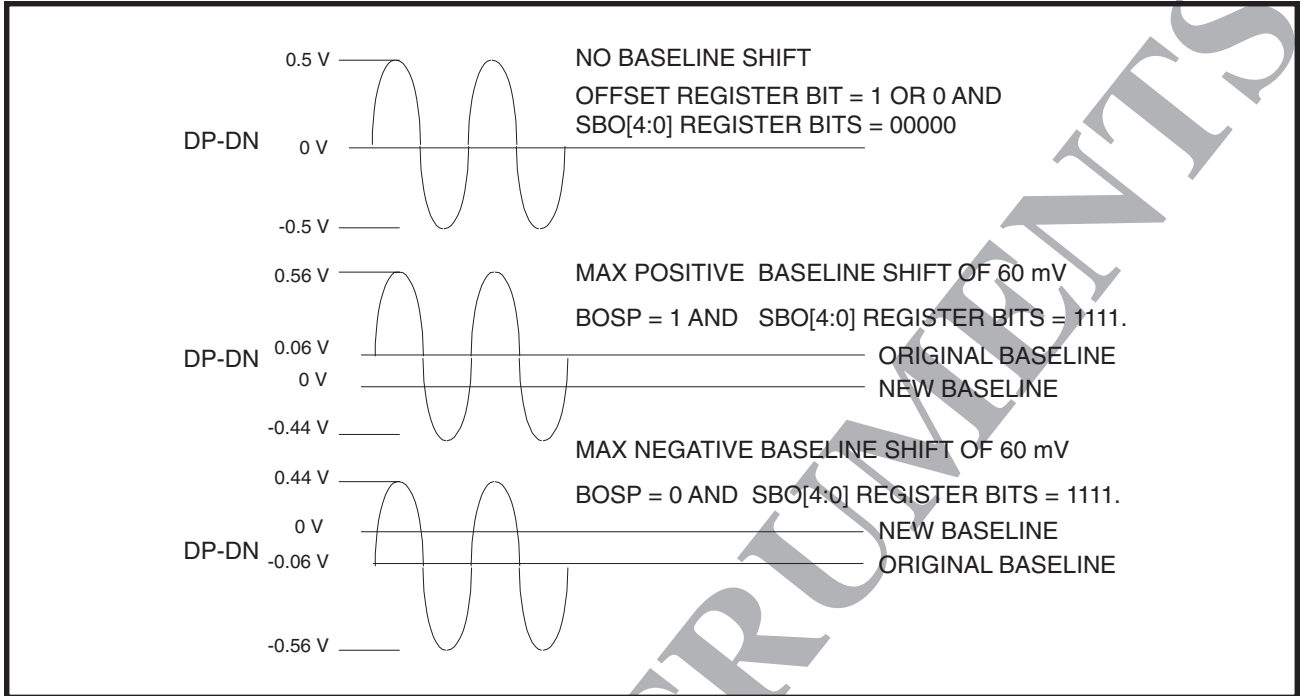 0.5 V
NO BASELINE SHIFT
OFFSET REGISTER BIT = 1 OR 0 AND
SBO[4:0] REGISTER BITS = 00000
DP-DN
0 V
-0.5 V
0.56 V
MAX POSITIVE BASELINE SHIFT OF 60 mV
BOSP = 1 AND SBO[4:0] REGISTER BITS = 1111.
DP-DN
0.06 V
ORIGINAL BASELINE
0 V
NEW BASELINE
-0.44 V
MAX NEGATIVE BASELINE SHIFT OF 60 mV
0.44 V
BOSP = 0 AND SBO[4:0] REGISTER BITS = 1111.
0 V
NEW BASELINE
DP-DN
-0.06 V
ORIGINAL BASELINE
-0.56 V
TRUMENTS